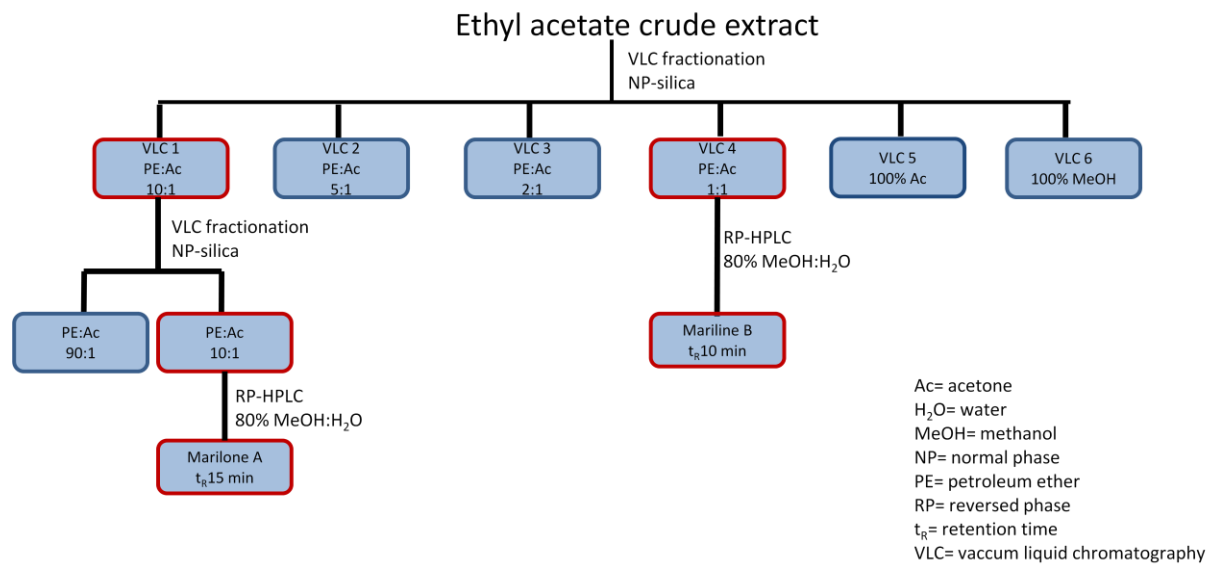 Ethyl acetate crude extract
VLC fractionation
NP-silica
VLC 1
PE:Ac
10:1
VLC 2
PE:Ac
5:1
VLC 3
PE:Ac
2:1
VLC 4
PE:Ac
1:1
VLC 5
100% Ac
VLC 6
100% MeOH
VLC fractionation
NP-silica
RP-HPLC
80% MeOH:H₂O
PE:Ac
90:1
PE:Ac
10:1
Mariline B
tR10 min
RP-HPLC
80% MeOH:H₂O
Marilone A
tR15 min
Ac= acetone
H₂O= water
MeOH= methanol
NP= normal phase
PE= petroleum ether
RP= reversed phase
tR= retention time
VLC= vaccum liquid chromatography